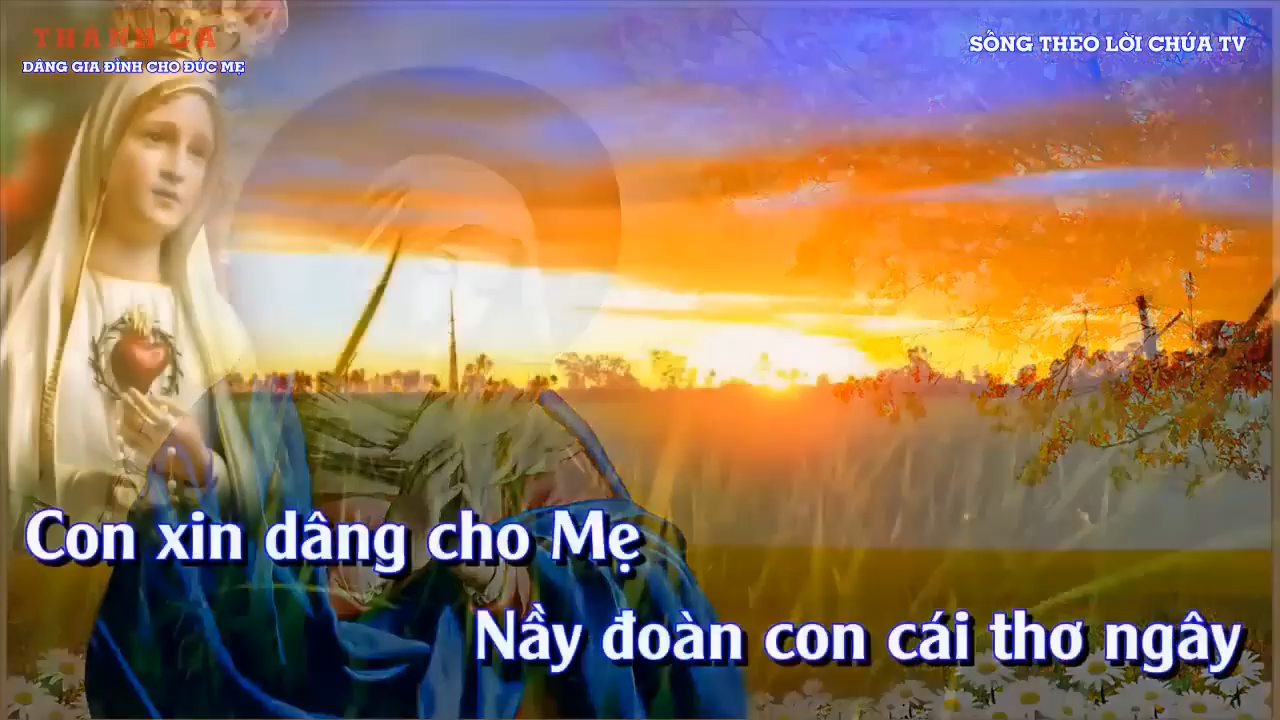 THÁNH CA
DÂNG GIA ĐÌNH CHO ĐỨC MẸ
SỐNG THEO LỜI CHÚA TV
Con xin dâng cho Mẹ
Nầy đoàn con cái thơ ngây